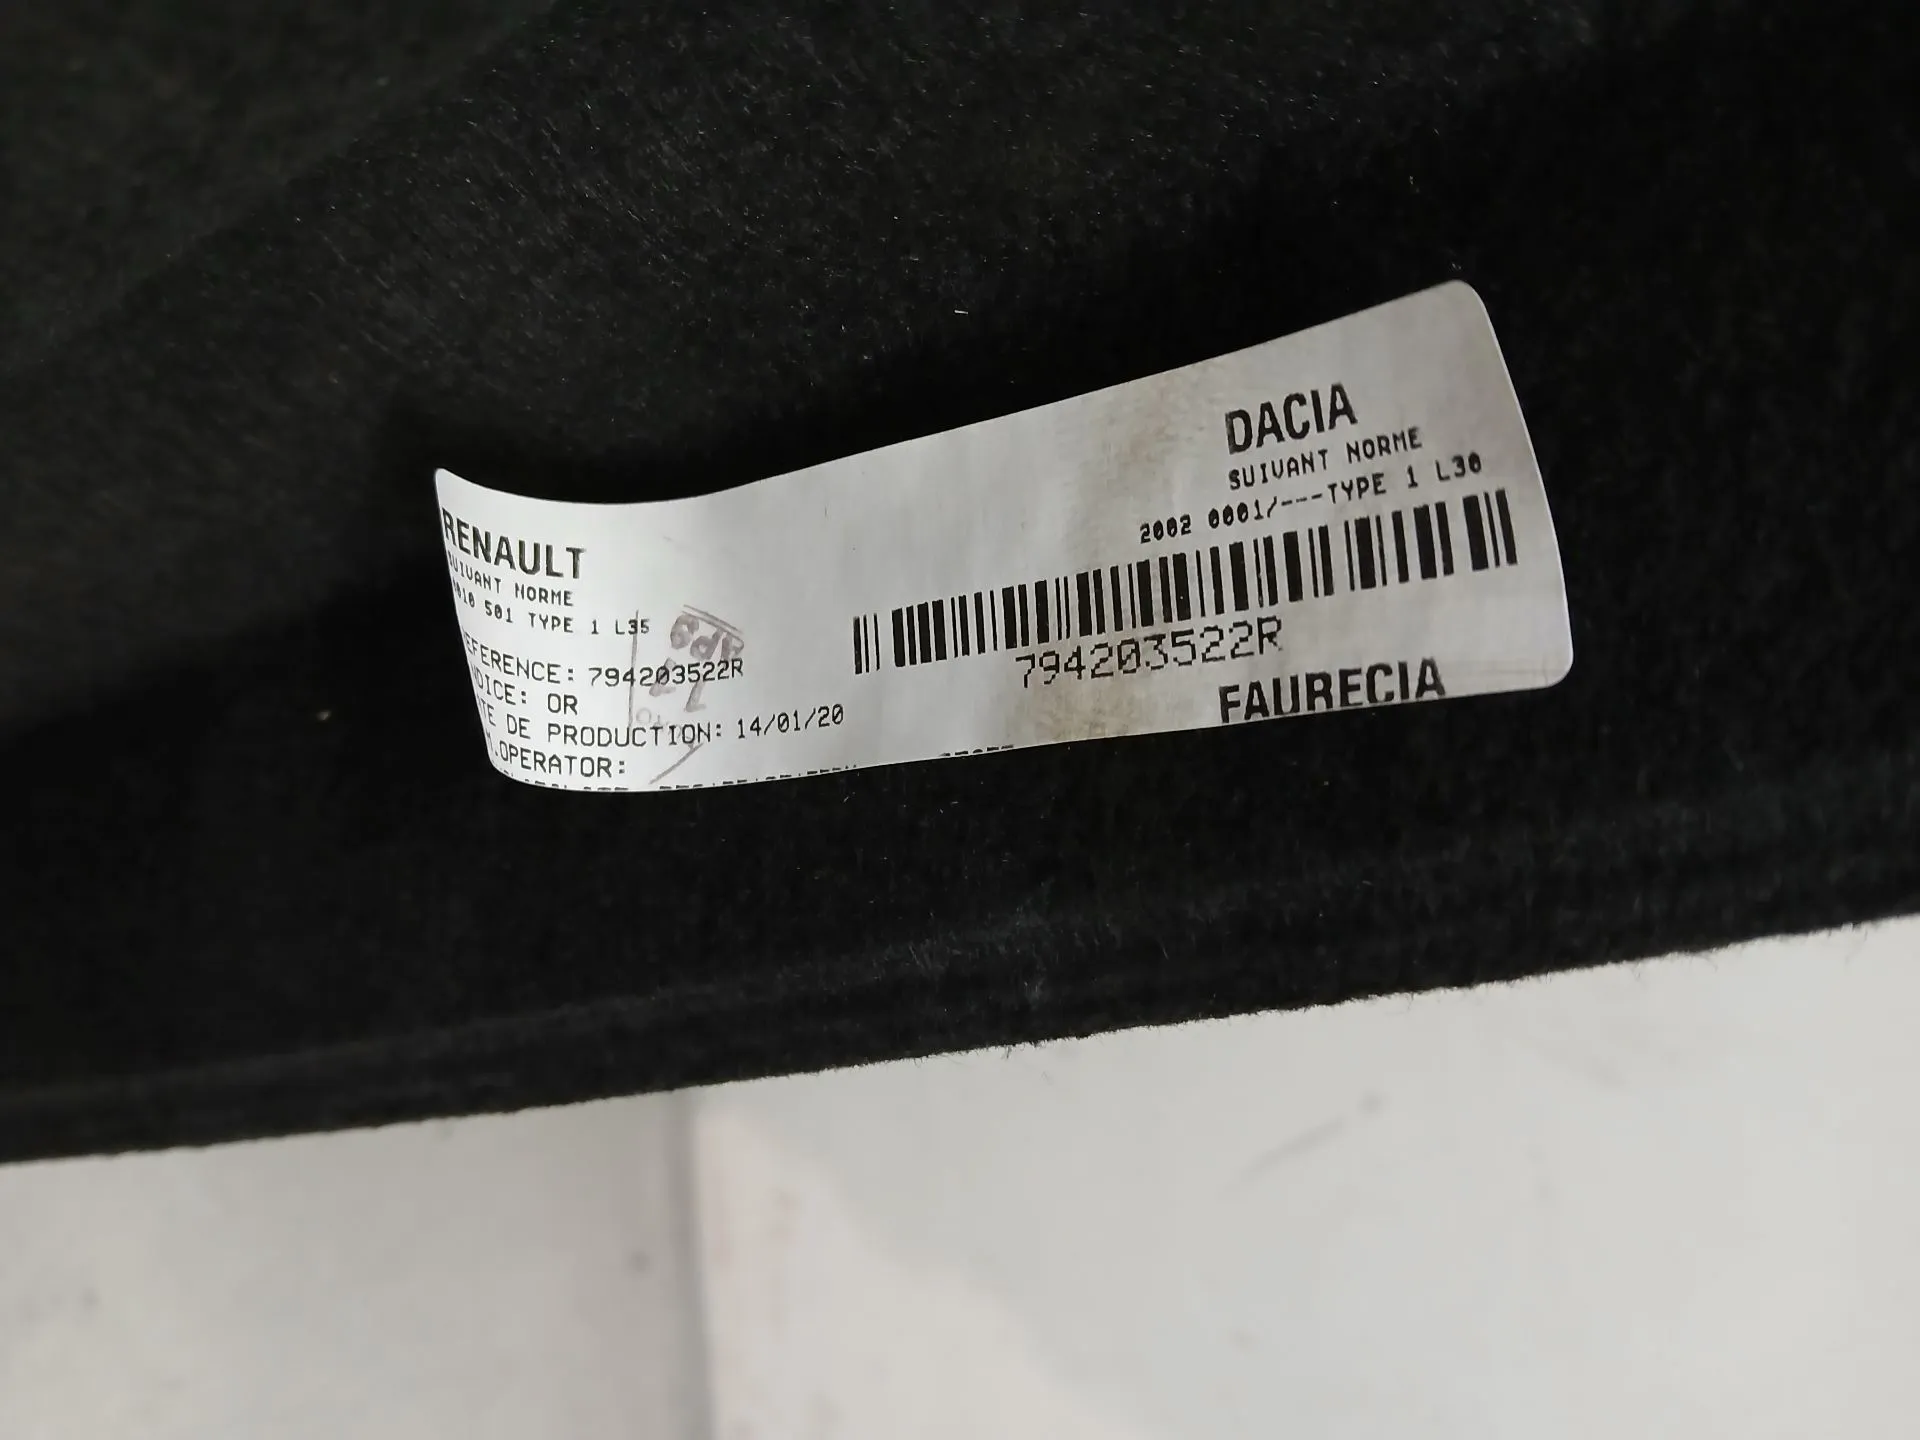 RENAULT
SUIVANT NORME
501 TYPE 1 L35
EFERENCE: 794203522R
DICE: OR
TE DE PRODUCTION: 14/01/20
M.OPERATOR:
DACIA
SUIVANT NORME
2002 0001/---TYPE 1 L30
794203522R
FAURECIA